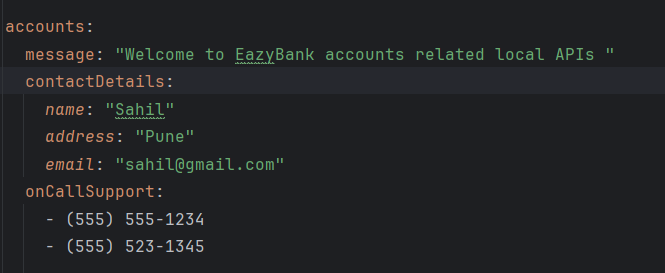 accounts:
  message: "Welcome to EazyBank accounts related local APIs "
  contactDetails:
    name: "Sahil"
    address: "Pune"
    email: "sahil@gmail.com"
  onCallSupport:
    - (555) 555-1234
    - (555) 523-1345